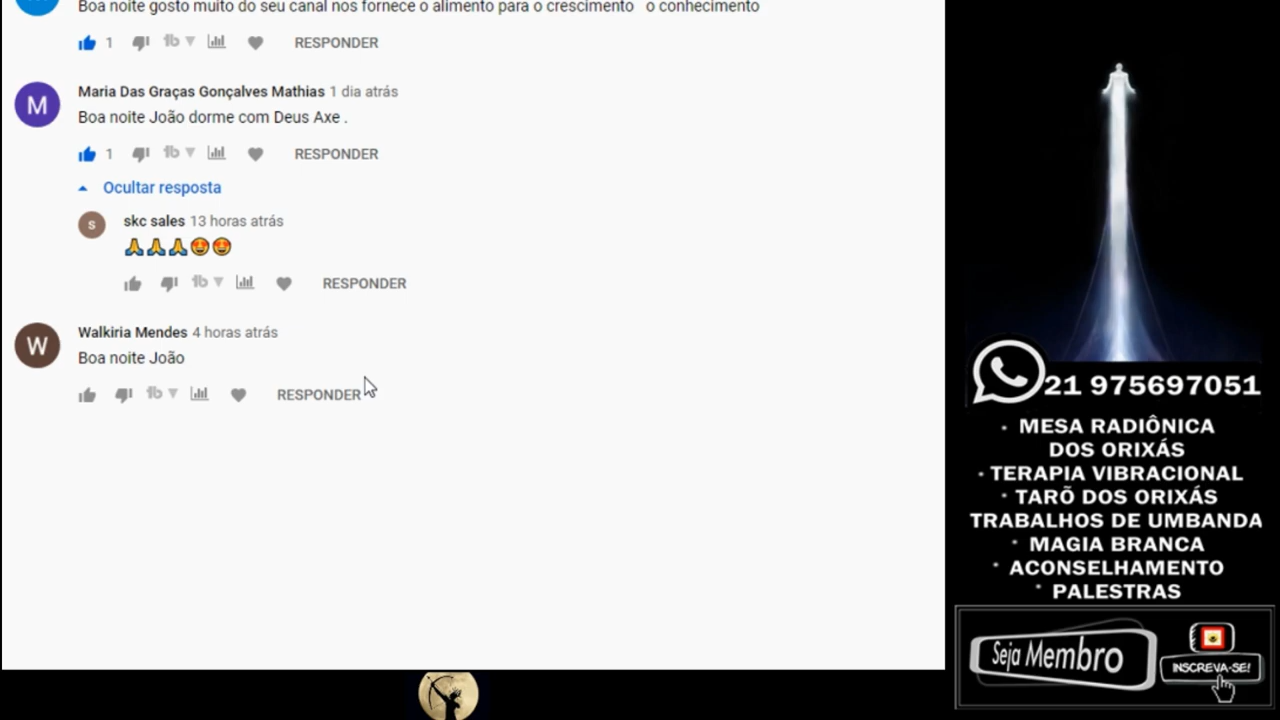 Boa noite gosto muito do seu canal nos fornece o alimento para o crescimento o conhecimento
1 RESPONDER
M
Maria Das Graças Gonçalves Mathias 1 dia atrás
Boa noite João dorme com Deus Axe .
1 RESPONDER
Ocultar resposta
s
skc sales 13 horas atrás
🙏🙏🙏🤩🤩
RESPONDER
W
Walkiria Mendes 4 horas atrás
Boa noite João
RESPONDER
21 975697051
• MESA RADIÔNICA
DOS ORIXÁS
• TERAPIA VIBRACIONAL
• TARÕ DOS ORIXÁS
TRABALHOS DE UMBANDA
* MAGIA BRANCA
* ACONSELHAMENTO
* PALESTRAS
Seja Membro
INSCREVA-SE!